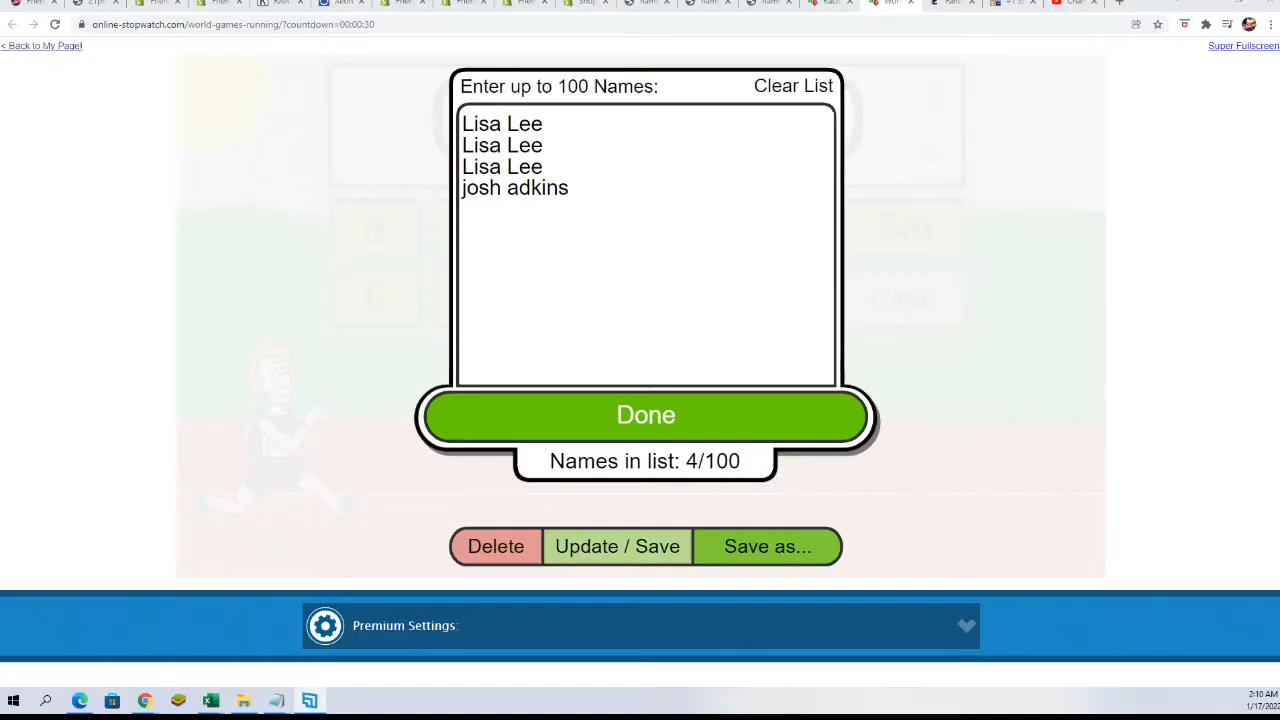 online-stopwatch.com/world-games-running/?countdown=00:00:30
< Back to My Page!
Super Fullscreen
Enter up to 100 Names:
Clear List
Lisa Lee
Lisa Lee
Lisa Lee
josh adkins
Set
Clear
Done
Names in list: 4/100
Delete
Update / Save
Save as...
Premium Settings:
2:10 AM
1/17/2022